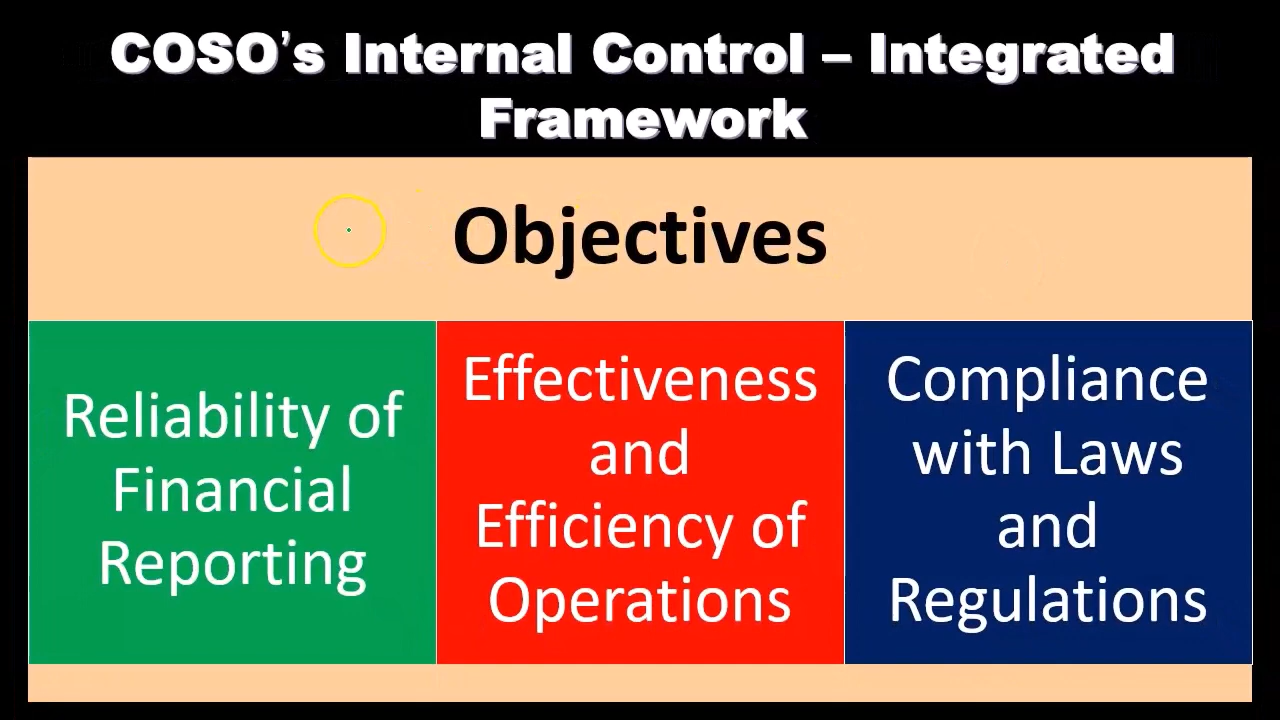 COSO's Internal Control – Integrated
Framework
Objectives
Reliability of
Financial
Reporting
Effectiveness
and
Efficiency of
Operations
Compliance
with Laws
and
Regulations